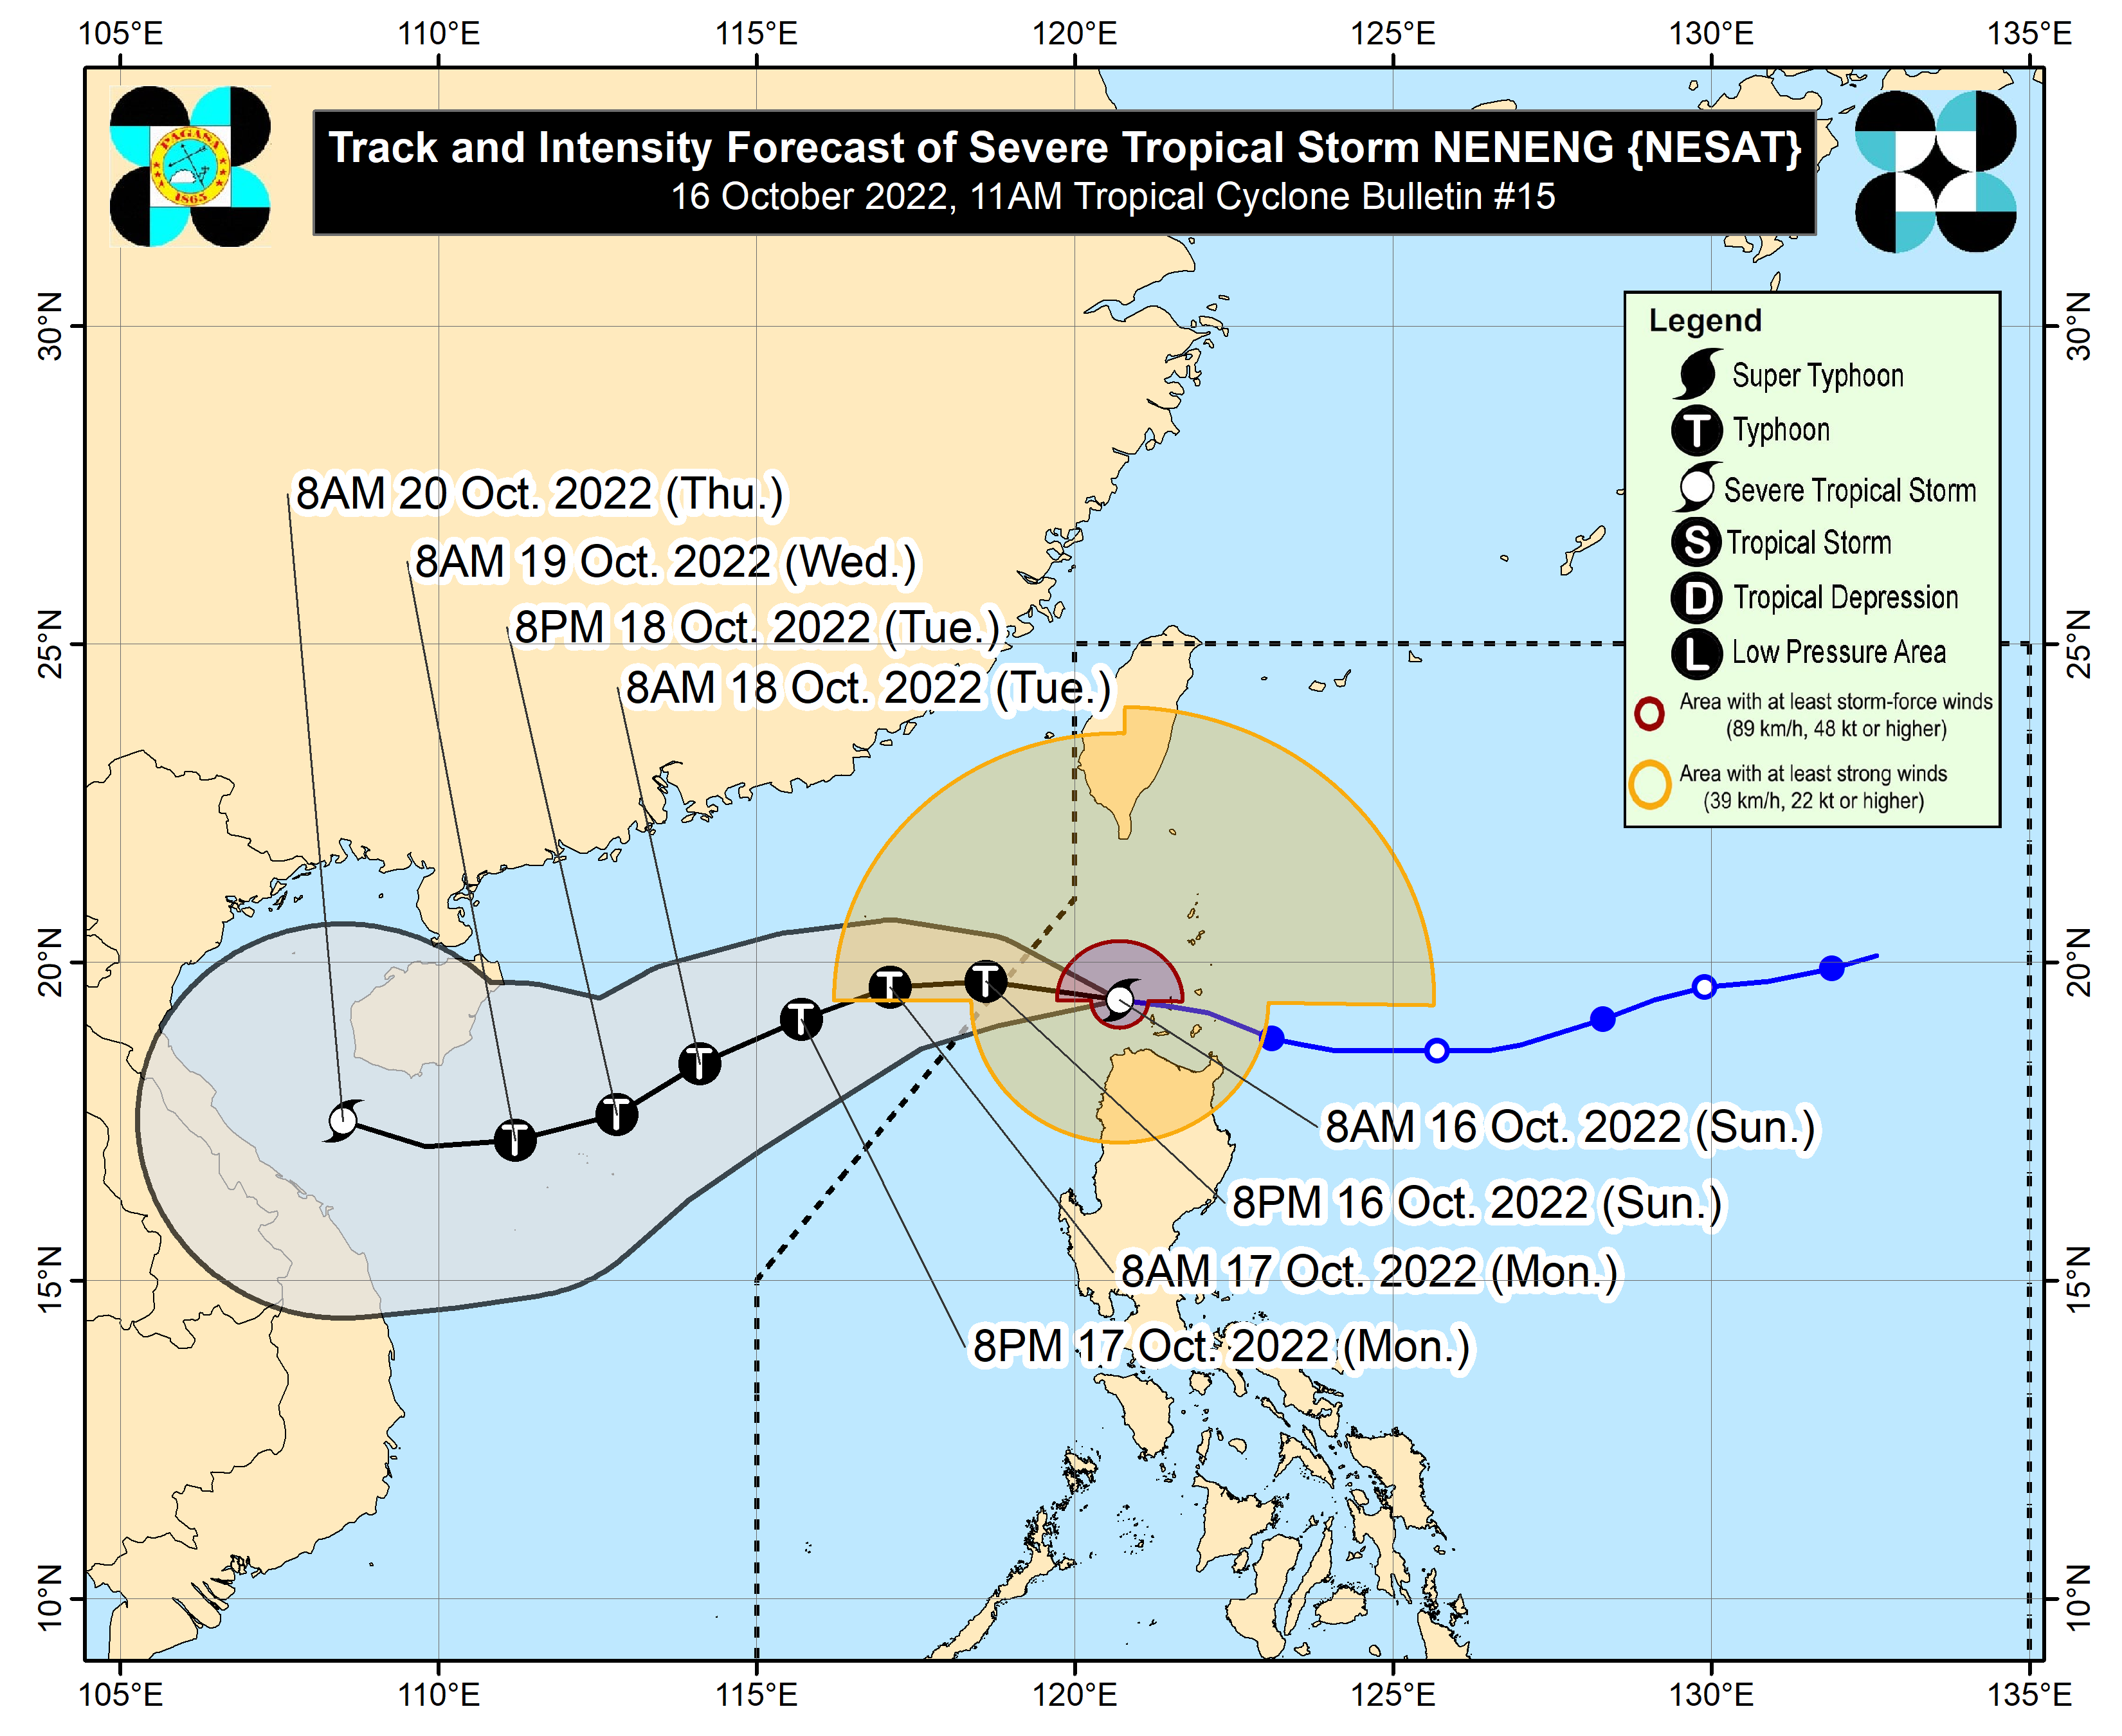 105°E 110°E 115°E 120°E 125°E 130°E 135°E
Track and Intensity Forecast of Severe Tropical Storm NENENG {NESAT}
16 October 2022, 11AM Tropical Cyclone Bulletin #15
PAGASA
1865
30°N
30°N
Legend
Super Typhoon
T Typhoon
Severe Tropical Storm
S Tropical Storm
D Tropical Depression
L Low Pressure Area
Area with at least storm-force winds
(89 km/h, 48 kt or higher)
Area with at least strong winds
(39 km/h, 22 kt or higher)
8AM 20 Oct. 2022 (Thu.)
8AM 19 Oct. 2022 (Wed.)
8PM 18 Oct. 2022 (Tue.)
8AM 18 Oct. 2022 (Tue.)
25°N
25°N
20°N
20°N
T
T
T
T
T
T
8AM 16 Oct. 2022 (Sun.)
8PM 16 Oct. 2022 (Sun.)
8AM 17 Oct. 2022 (Mon.)
8PM 17 Oct. 2022 (Mon.)
15°N
15°N
10°N
10°N
105°E 110°E 115°E 120°E 125°E 130°E 135°E